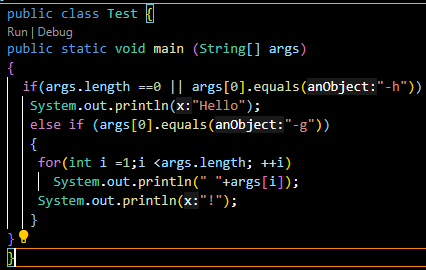 public class Test {
Run | Debug
public static void main (String[] args)
{
if(args.length ==0 || args[0].equals(anObject:"-h"))
System.out.println(x:"Hello");
else if (args[0].equals(anObject:"-g"))
{
for(int i =1;i <args.length; ++i)
System.out.println(" "+args[i]);
System.out.println(x:"!");
}
}
}